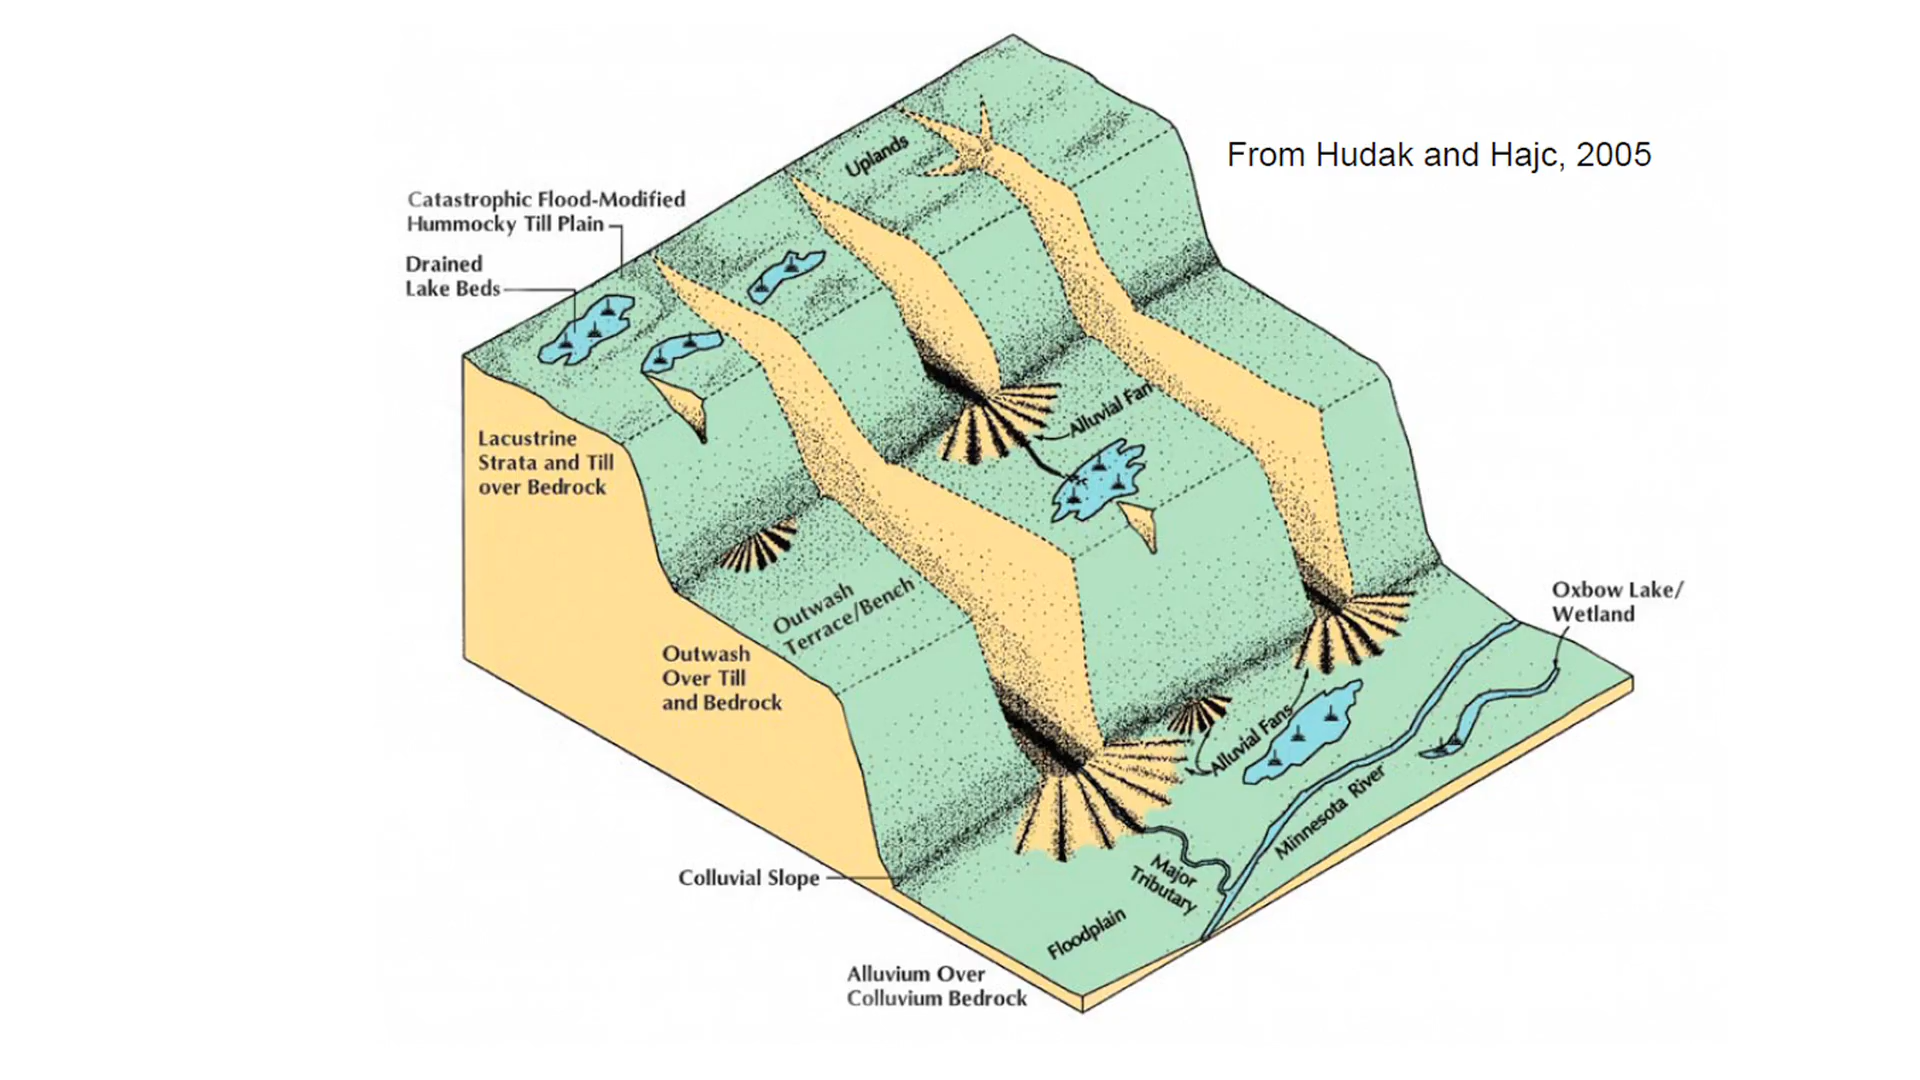 From Hudak and Hajc, 2005
Uplands
Catastrophic Flood-Modified
Hummocky Till Plain
Drained
Lake Beds
Alluvial Fan
Lacustrine
Strata and Till
over Bedrock
Outwash
Terrace/Bench
Oxbow Lake/
Wetland
Outwash
Over Till
and Bedrock
Alluvial Fans
Minnesota River
Colluvial Slope
Major
Tributary
Floodplain
Alluvium Over
Colluvium Bedrock